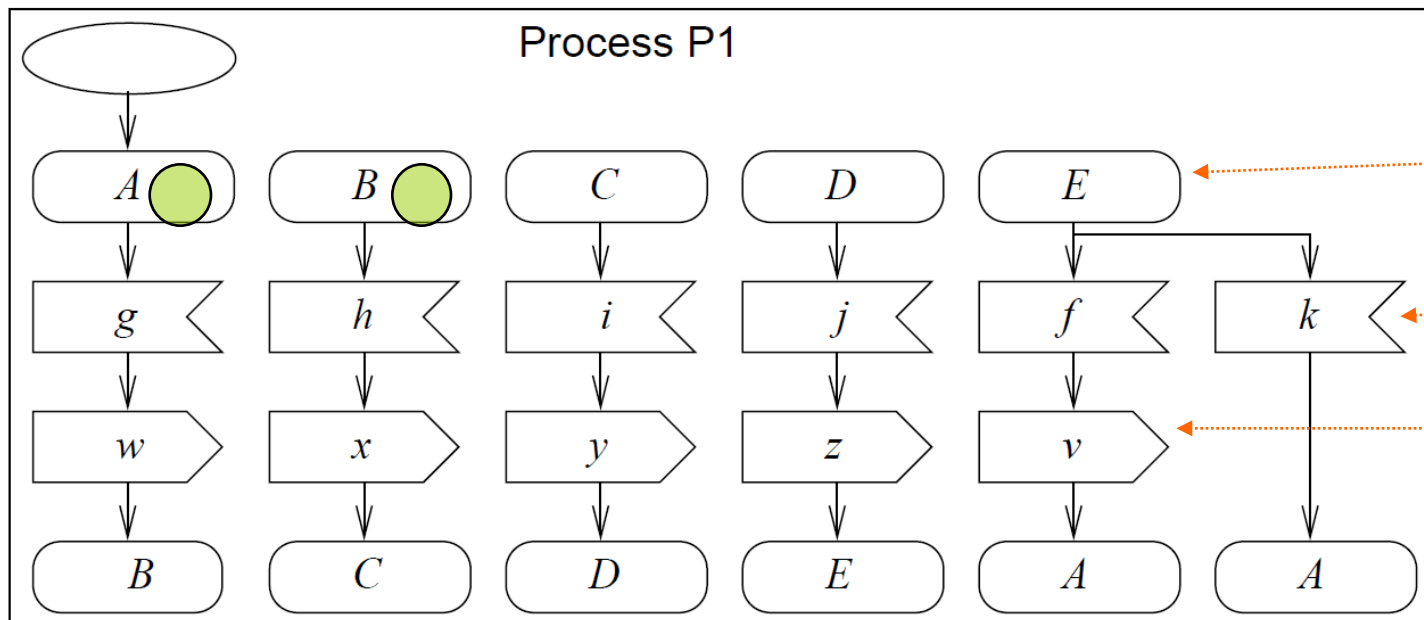 Process P1
A B C D E
g h i j f k
w x y z v
B C D E A A